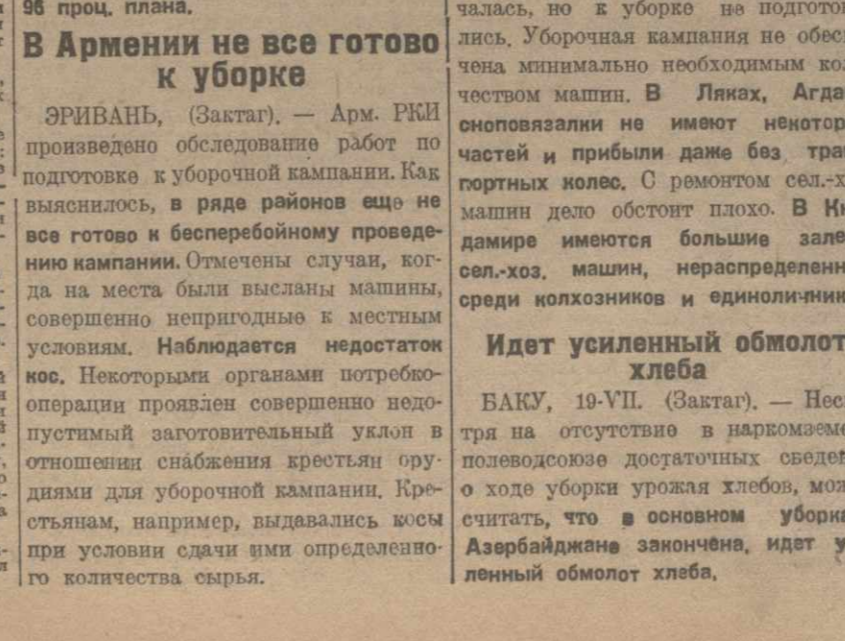 96 проц. плана.
В Армении не все готово
к уборке
ЭРИВАНЬ, (Зактаг). — Арм. РКИ
произведено обследование работ по
подготовке к уборочной кампании. Как
выяснилось, в ряде районов еще не
все готово к бесперебойному проведе-
нию кампании. Отмечены случаи, ког-
да на места были высланы машины,
совершенно непригодные к местным
условиям. Наблюдается недостаток
кос. Некоторыми органами потребко-
операции проявлен совершенно недо-
пустимый заготовительный уклон в
отношении снабжения крестьян ору-
диями для уборочной кампании. Кре-
стьянам, например, выдавались косы
при условии сдачи ими определенно-
го количества сырья.
чалась, но к уборке не подготов
лись. Уборочная кампания не обес
чена минимально необходимым ко
чеством машин. В Ляках, Агда
сноповязалки не имеют некотор
частей и прибыли даже без тра
портных колес. С ремонтом сел.-х
машин дело обстоит плохо. В К
дамире имеются большие зале
сел.-хоз. машин, нераспределенн
среди колхозников и единоличник
Идет усиленный обмолот
хлеба
БАКУ, 19-VII. (Зактаг). — Нес
тря на отсутствие в наркомземе
полеводсоюзе достаточных сведен
о ходе уборки урожая хлебов, мож
считать, что в основном уборка
Азербайджане закончена, идет у
ленный обмолот хлеба.